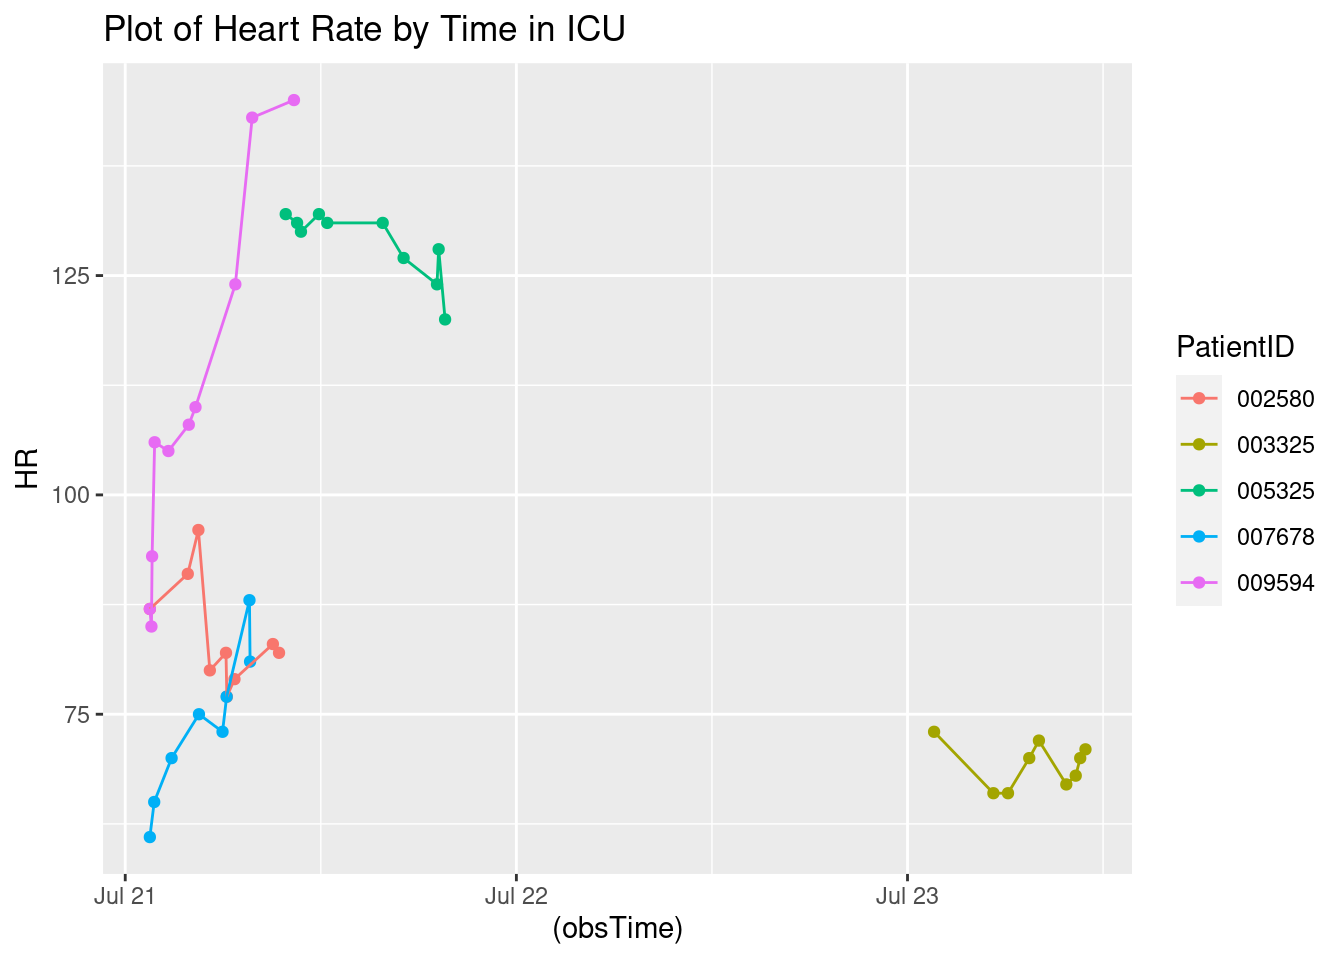 Plot of Heart Rate by Time in ICU
125
100
75
HR
Jul 21
Jul 22
Jul 23
(obsTime)
PatientID
002580
003325
005325
007678
009594